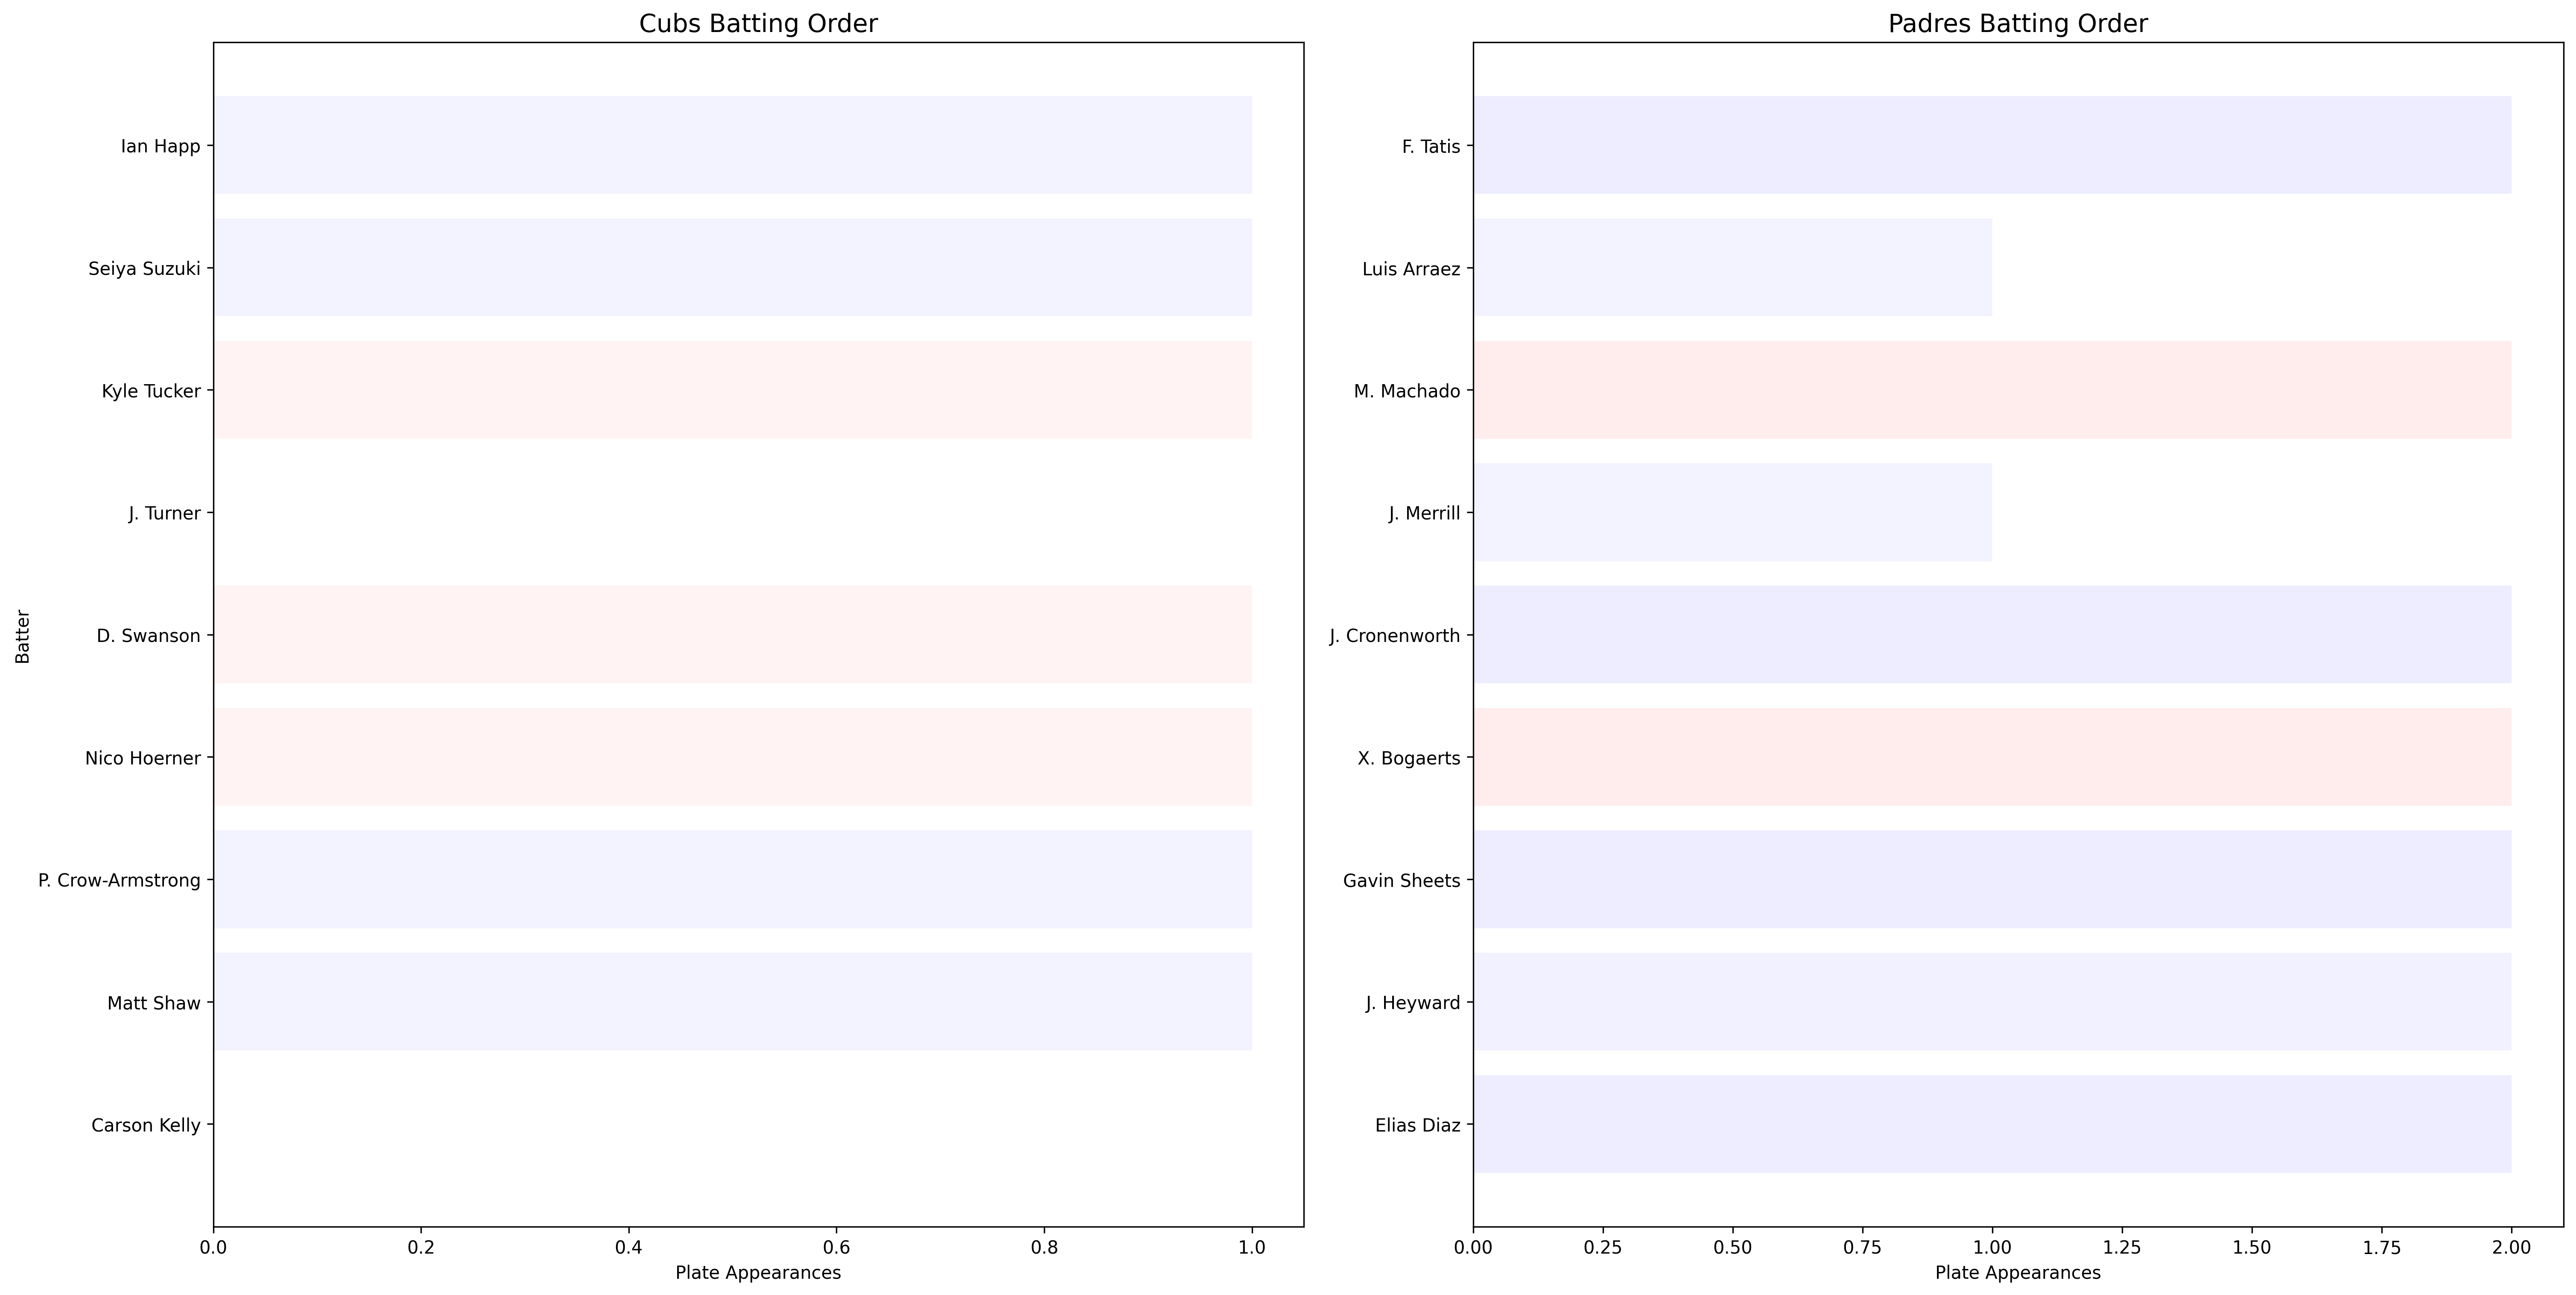 Cubs Batting Order
Batter
Ian Happ
Seiya Suzuki
Kyle Tucker
J. Turner
D. Swanson
Nico Hoerner
P. Crow-Armstrong
Matt Shaw
Carson Kelly
0.0 0.2 0.4 0.6 0.8 1.0
Plate Appearances
Padres Batting Order
F. Tatis
Luis Arraez
M. Machado
J. Merrill
J. Cronenworth
X. Bogaerts
Gavin Sheets
J. Heyward
Elias Diaz
0.00 0.25 0.50 0.75 1.00 1.25 1.50 1.75 2.00
Plate Appearances